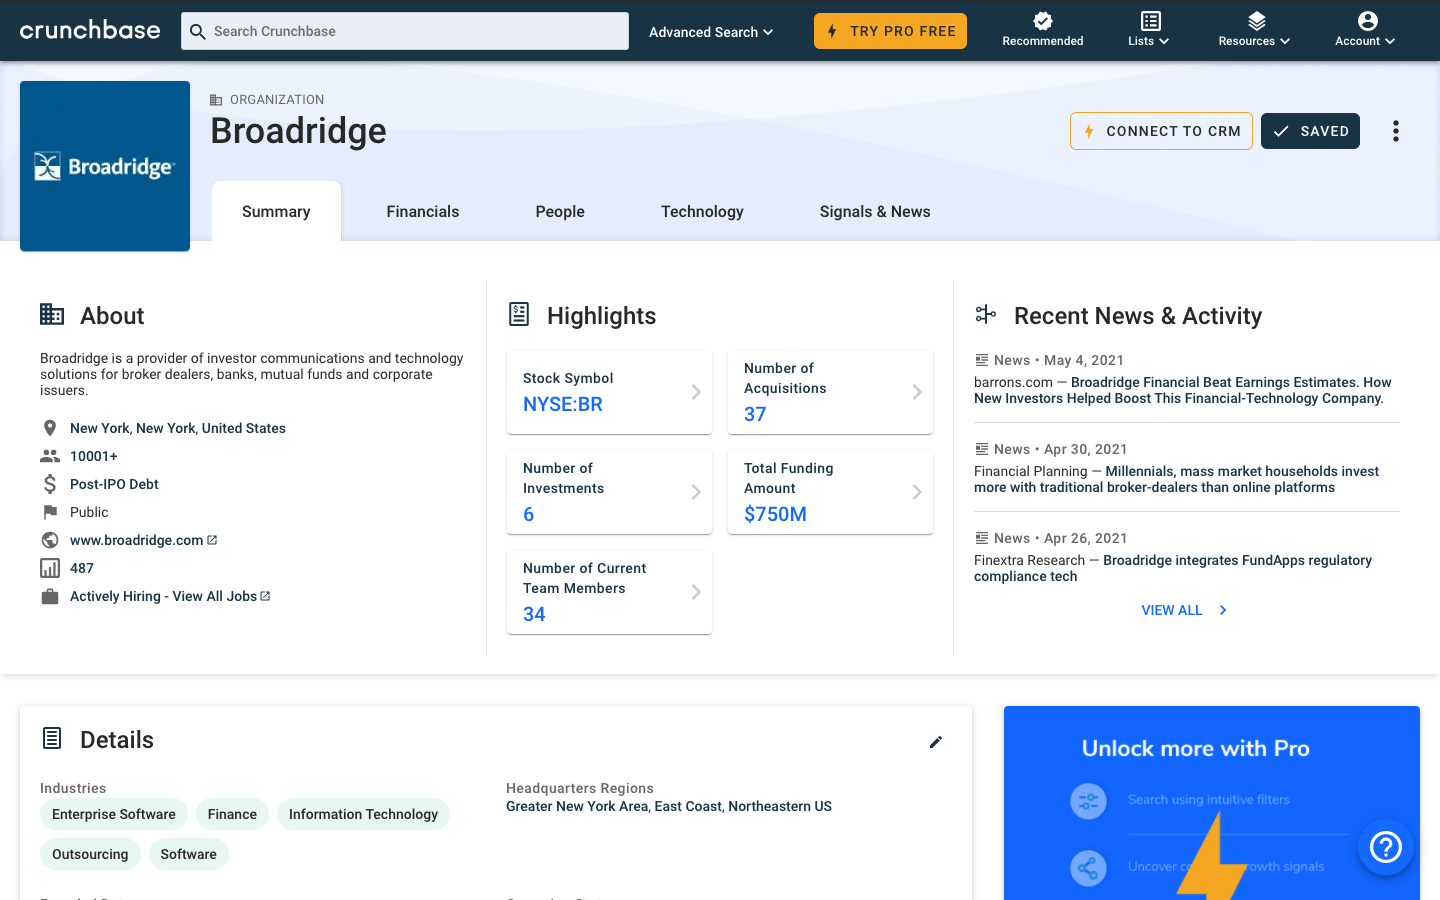 crunchbase
Search Crunchbase
Advanced Search
TRY PRO FREE
Recommended
Lists
Resources
Account
Broadridge
ORGANIZATION
Broadridge
CONNECT TO CRM
SAVED
Summary
Financials
People
Technology
Signals & News
About
Broadridge is a provider of investor communications and technology
solutions for broker dealers, banks, mutual funds and corporate
issuers.
New York, New York, United States
10001+
Post-IPO Debt
Public
www.broadridge.com
487
Actively Hiring - View All Jobs
Highlights
Stock Symbol
NYSE:BR
Number of
Acquisitions
37
Number of
Investments
6
Total Funding
Amount
$750M
Number of Current
Team Members
34
Recent News & Activity
News • May 4, 2021
barrons.com — Broadridge Financial Beat Earnings Estimates. How
New Investors Helped Boost This Financial-Technology Company.
News • Apr 30, 2021
Financial Planning — Millennials, mass market households invest
more with traditional broker-dealers than online platforms
News • Apr 26, 2021
Finextra Research — Broadridge integrates FundApps regulatory
compliance tech
VIEW ALL
Details
Industries
Enterprise Software
Finance
Information Technology
Outsourcing
Software
Headquarters Regions
Greater New York Area, East Coast, Northeastern US
Unlock more with Pro
Search using intuitive filters
Uncover
signals